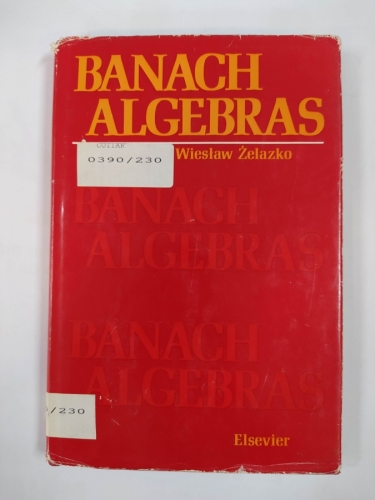 BANACH
ALGEBRAS
Wiesław Żelazko
0390/230
BANACH
ALGEBRAS
BANACH
ALGEBRAS
/230
Elsevier